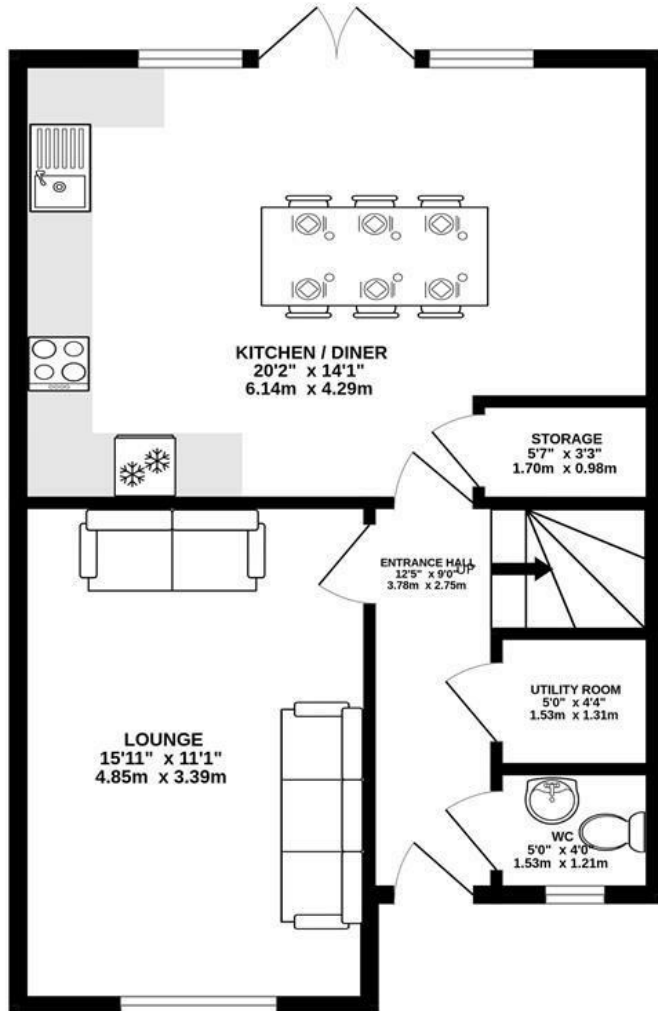 KITCHEN / DINER
20'2" x 14'1"
6.14m x 4.29m
STORAGE
5'7" x 3'3"
1.70m x 0.98m
ENTRANCE HALL
12'5" x 9'0"
3.78m x 2.75m
UP
UTILITY ROOM
5'0" x 4'4"
1.53m x 1.31m
LOUNGE
15'11" x 11'1"
4.85m x 3.39m
WC
5'0" x 4'0"
1.53m x 1.21m